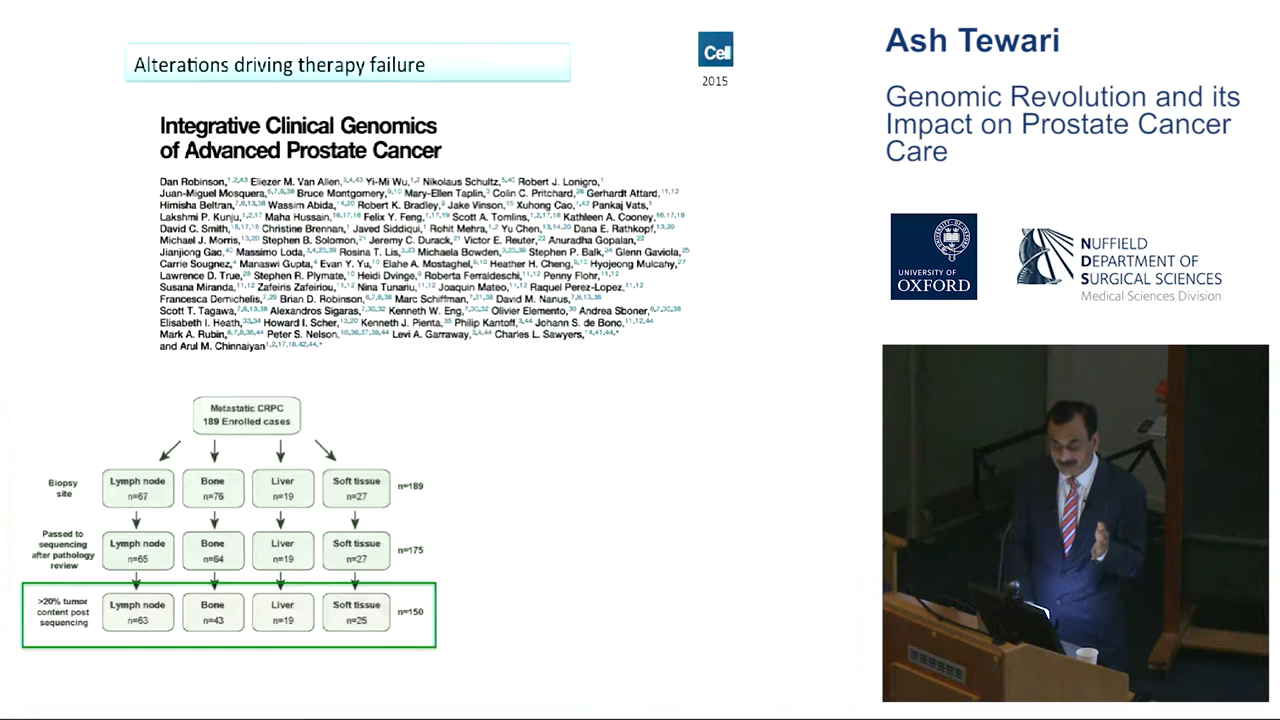 Alterations driving therapy failure
Cell
2015
Integrative Clinical Genomics
of Advanced Prostate Cancer
Dan Robinson,1,2,43 Eliezer M. Van Allen,3,4,43 Yi-Mi Wu,1,2 Nikolaus Schultz,5,40 Robert J. Lonigro,1
Juan-Miguel Mosquera, Bruce Montgomery,9,10 Mary-Ellen Taplin,3 Colin C. Pritchard,26 Gerhardt Attard,11,12
Himisha Beltran,7,8,13,38 Wassim Abida,14,20 Robert K. Bradley,9 Jake Vinson,15 Xuhong Cao,1,42 Pankaj Vats,1
Lakshmi P. Kunju,1,2,17 Maha Hussain,16,17,18 Felix Y. Feng,1,17,19 Scott A. Tomlins,1,2,17,18 Kathleen A. Cooney,16,17,18
David C. Smith,16,17,18 Christine Brennan,1 Javed Siddiqui,1 Rohit Mehra,1,2 Yu Chen,13,14,20 Dana E. Rathkopf,13,20
Michael J. Morris,13,20 Stephen B. Solomon,21 Jeremy C. Durack,21 Victor E. Reuter,22 Anuradha Gopalan,22
Jianjiong Gao,40 Massimo Loda,3,4,23,39 Rosina T. Lis,3,23 Michaela Bowden,3,23,39 Stephen P. Balk,24 Glenn Gaviola,25
Carrie Sougnez,4 Manaswi Gupta,4 Evan Y. Yu,10 Elahe A. Mostaghel,9,10 Heather H. Cheng,9,10 Hyojeong Mulcahy,27
Lawrence D. True,28 Stephen R. Plymate,10 Heidi Dvinge,9 Roberta Ferraldeschi,11,12 Penny Flohr,11,12
Susana Miranda,11,12 Zafeiris Zafeiriou,11,12 Nina Tunariu,11,12 Joaquin Mateo,11,12 Raquel Perez-Lopez,11,12
Francesca Demichelis,7,29 Brian D. Robinson,6,7,8,38 Marc Schiffman,7,31,38 David M. Nanus,7,8,13,38
Scott T. Tagawa,7,8,13,38 Alexandros Sigaras,7,30,32 Kenneth W. Eng,7,30,32 Olivier Elemento,30 Andrea Sboner,6,7,30,38
Elisabeth I. Heath,33,34 Howard I. Scher,13,20 Kenneth J. Pienta,35 Philip Kantoff,3,44 Johann S. de Bono,11,12,44
Mark A. Rubin,6,7,8,38,44 Peter S. Nelson,10,36,37,38,44 Levi A. Garraway,3,4,44 Charles L. Sawyers,14,41,44,*
and Arul M. Chinnaiyan1,2,17,18,42,44,*
Metastatic CRPC
189 Enrolled cases
Biopsy
site
Lymph node
n=67
Bone
n=76
Liver
n=19
Soft tissue
n=27
n=189
Passed to
sequencing
after pathology
review
Lymph node
n=65
Bone
n=64
Liver
n=19
Soft tissue
n=27
n=175
>20% tumor
content post
sequencing
Lymph node
n=63
Bone
n=43
Liver
n=19
Soft tissue
n=25
n=150
Ash Tewari
Genomic Revolution and its
Impact on Prostate Cancer
Care
UNIVERSITY OF
OXFORD
NUFFIELD
DEPARTMENT OF
SURGICAL SCIENCES
Medical Sciences Division